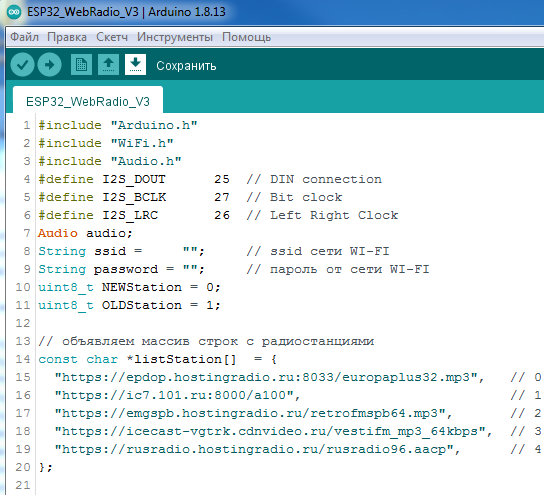 ESP32_WebRadio_V3 | Arduino 1.8.13
Файл Правка Скетч Инструменты Помощь
Сохранить
ESP32_WebRadio_V3
1 #include "Arduino.h"
2 #include "WiFi.h"
3 #include "Audio.h"
4 #define I2S_DOUT      25  // DIN connection
5 #define I2S_BCLK      27  // Bit clock
6 #define I2S_LRC       26  // Left Right Clock
7 Audio audio;
8 String ssid =     "";     // ssid сети WI-FI
9 String password = "";     // пароль от сети WI-FI
10 uint8_t NEWStation = 0;
11 uint8_t OLDStation = 1;
12
13 // объявляем массив строк с радиостанциями
14 const char *listStation[]  = {
15   "https://epdop.hostingradio.ru:8033/europaplus32.mp3",   // 0
16   "https://ic7.101.ru:8000/a100",                          // 1
17   "https://emgspb.hostingradio.ru/retrofmspb64.mp3",       // 2
18   "https://icecast-vgtrk.cdnvideo.ru/vestifm_mp3_64kbps",  // 3
19   "https://rusradio.hostingradio.ru/rusradio96.aacp",      // 4
20 };
21